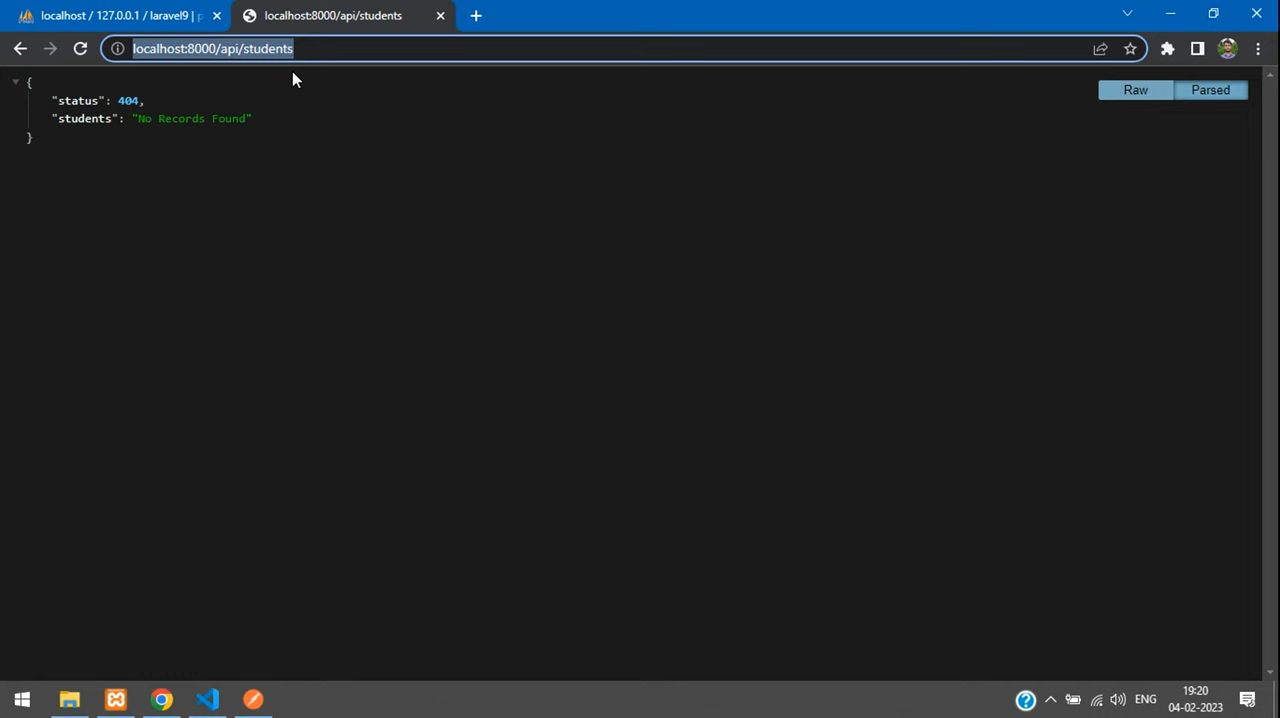 localhost / 127.0.0.1 / laravel9 | p
localhost:8000/api/students
localhost:8000/api/students
{
"status": 404,
"students": "No Records Found"
}
Raw
Parsed
ENG
19:20
04-02-2023